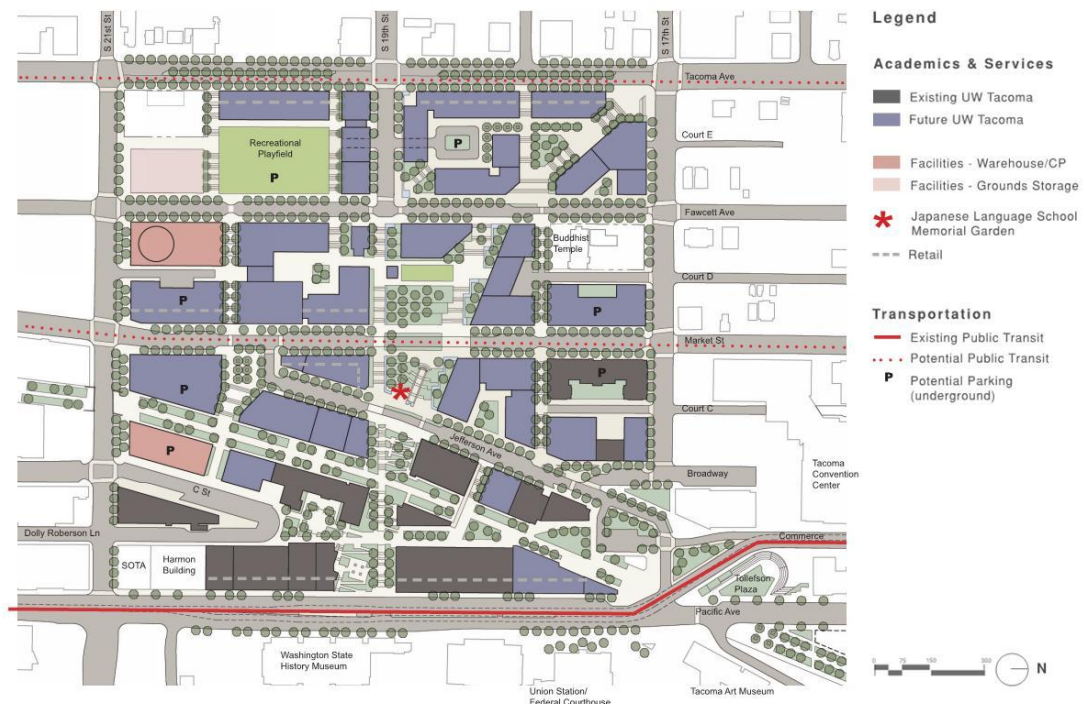 S 21st St
S 19th St
S 17th St
Tacoma Ave
Court E
Recreational
Playfield
P
P
Fawcett Ave
Buddhist
Temple
Court D
P
P
Market St
P
P
Court C
Jefferson Ave
P
Broadway
Tacoma
Convention
Center
C St
Dolly Roberson Ln
Commerce
SOTA
Harmon
Building
Tollefson
Plaza
Pacific Ave
Washington State
History Museum
Union Station/
Federal Courthouse
Tacoma Art Museum
Legend
Academics & Services
Existing UW Tacoma
Future UW Tacoma
Facilities - Warehouse/CP
Facilities - Grounds Storage
Japanese Language School
Memorial Garden
Retail
Transportation
Existing Public Transit
Potential Public Transit
P Potential Parking
(underground)
0 75 150 300
N